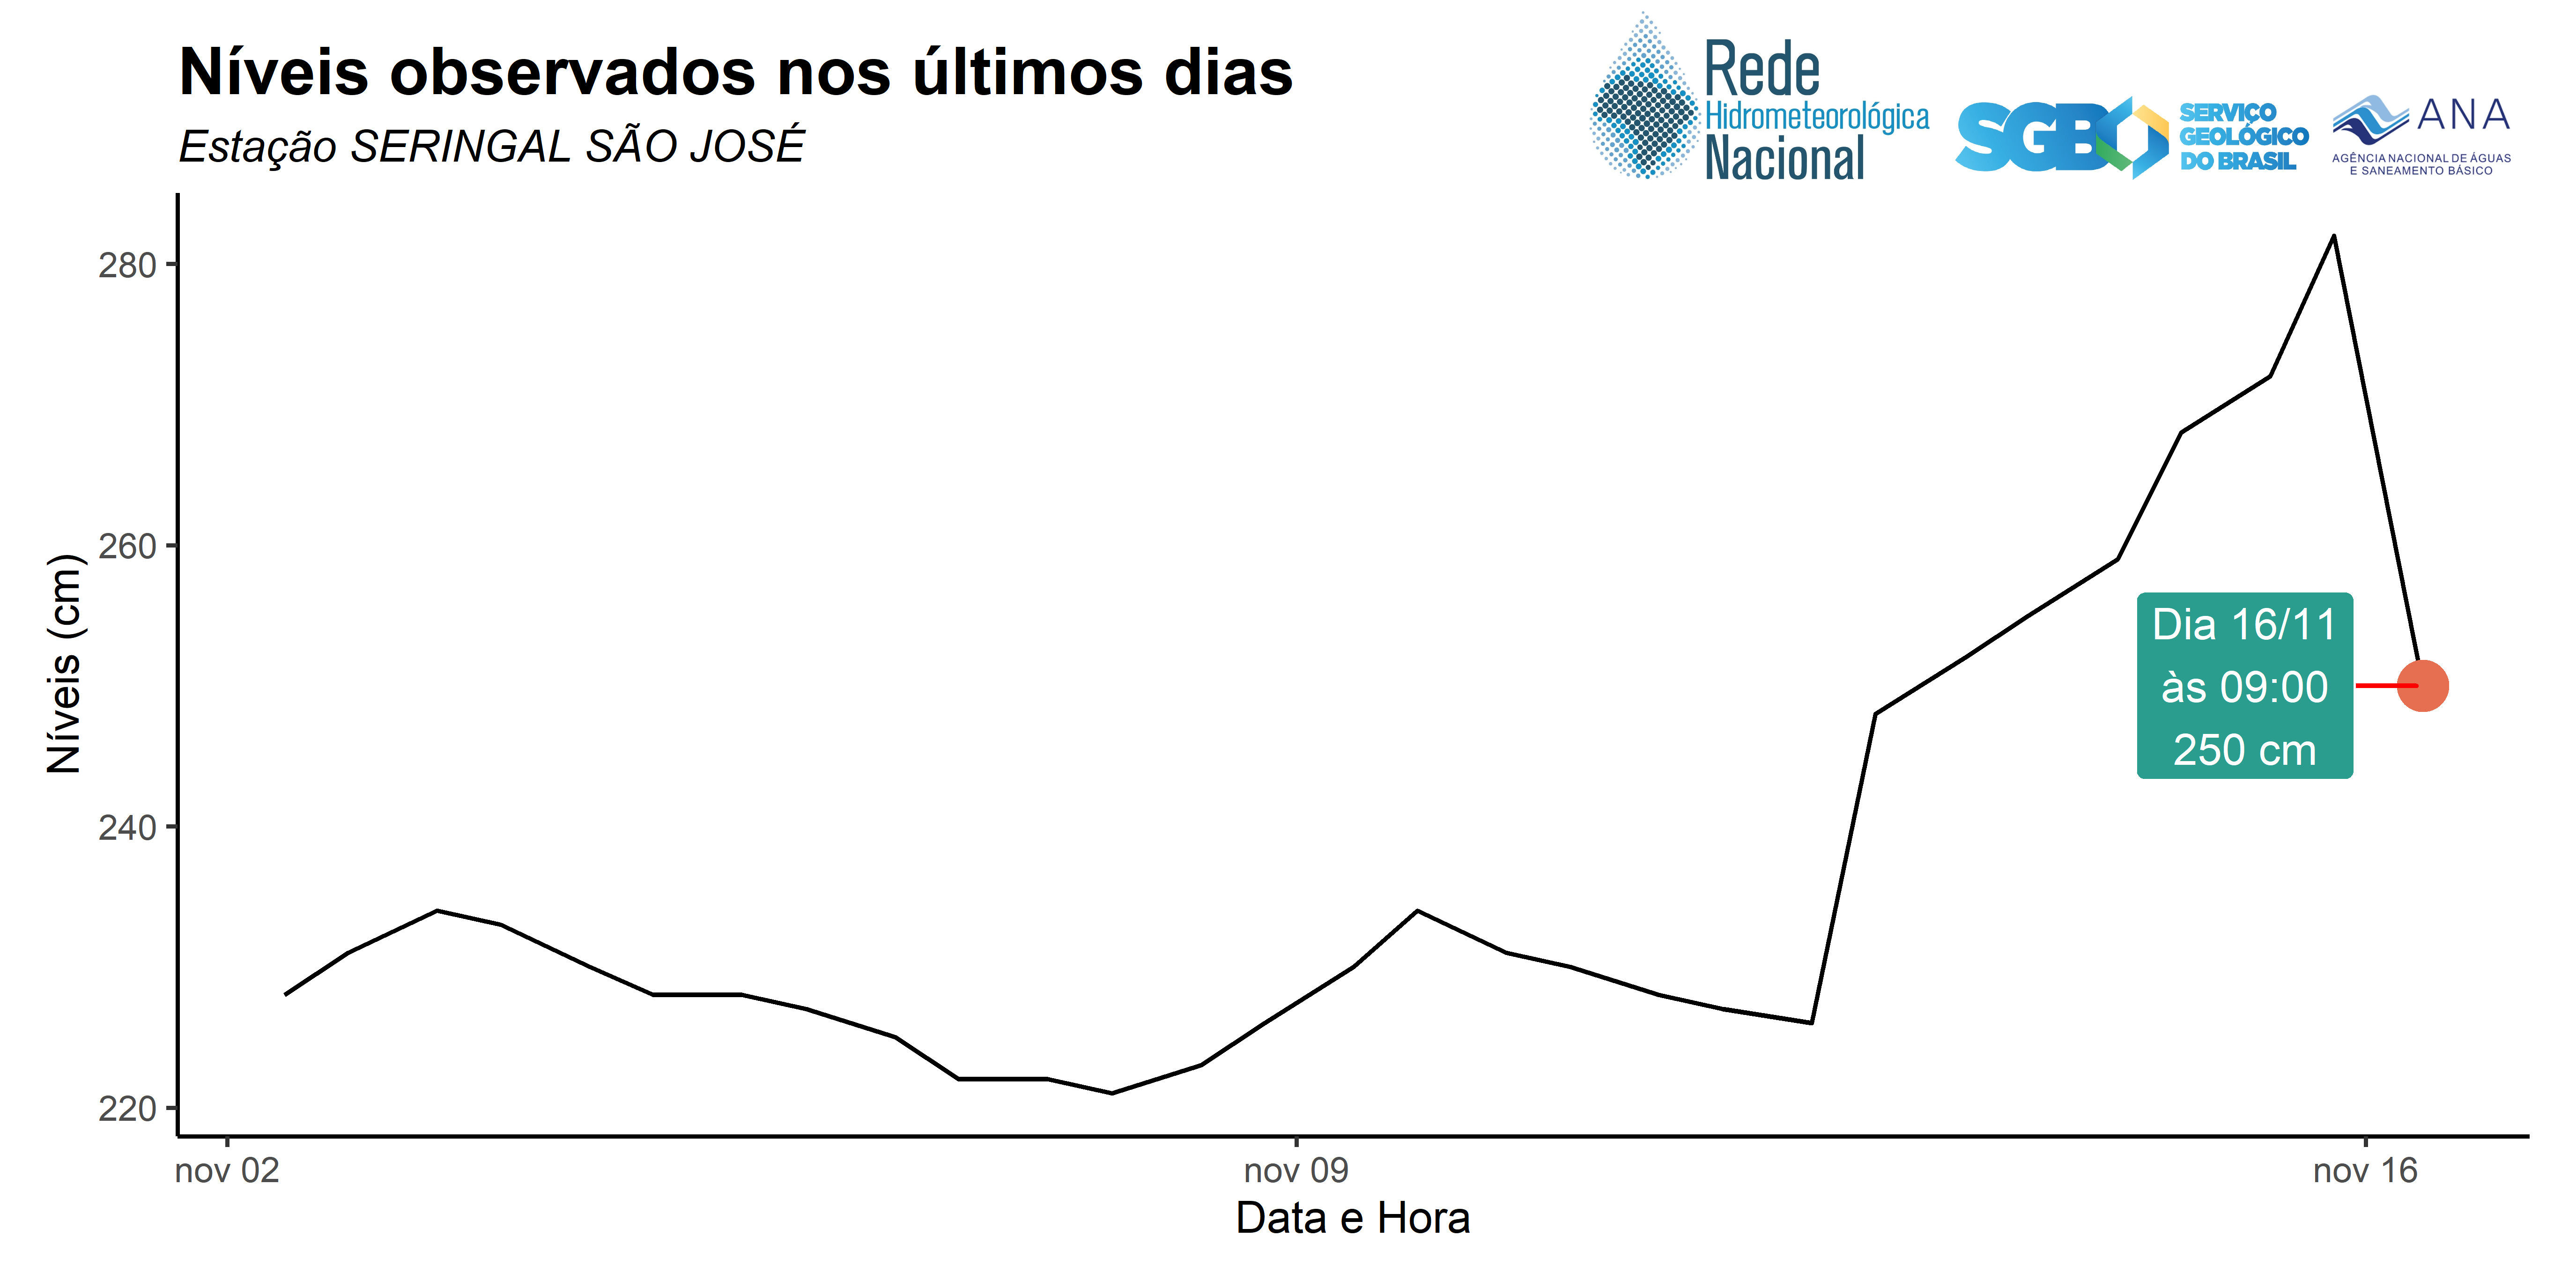 Níveis observados nos últimos dias
Estação SERINGAL SÃO JOSÉ
Rede
Hidrometeorológica
Nacional
SGB
SERVIÇO
GEOLÓGICO
DO BRASIL
ANA
AGÊNCIA NACIONAL DE ÁGUAS
E SANEAMENTO BÁSICO
Níveis (cm)
280
260
240
220
Dia 16/11
às 09:00
250 cm
nov 02
nov 09
nov 16
Data e Hora